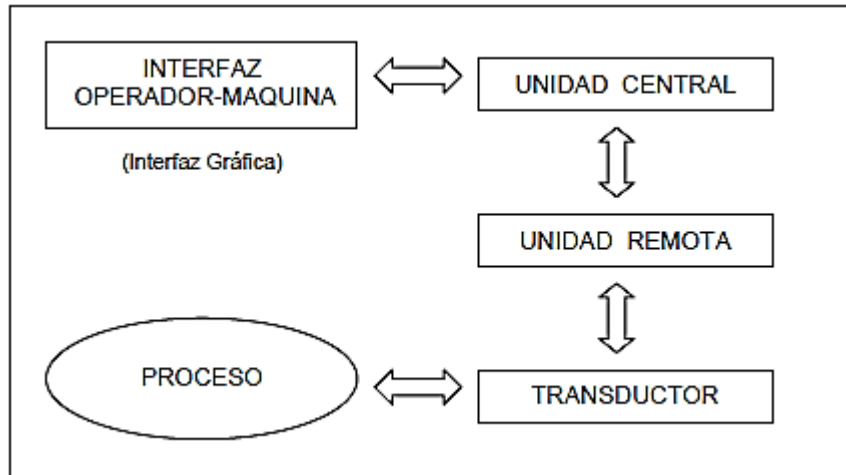 INTERFAZ
OPERADOR-MAQUINA
UNIDAD CENTRAL
(Interfaz Gráfica)
UNIDAD REMOTA
PROCESO
TRANSDUCTOR